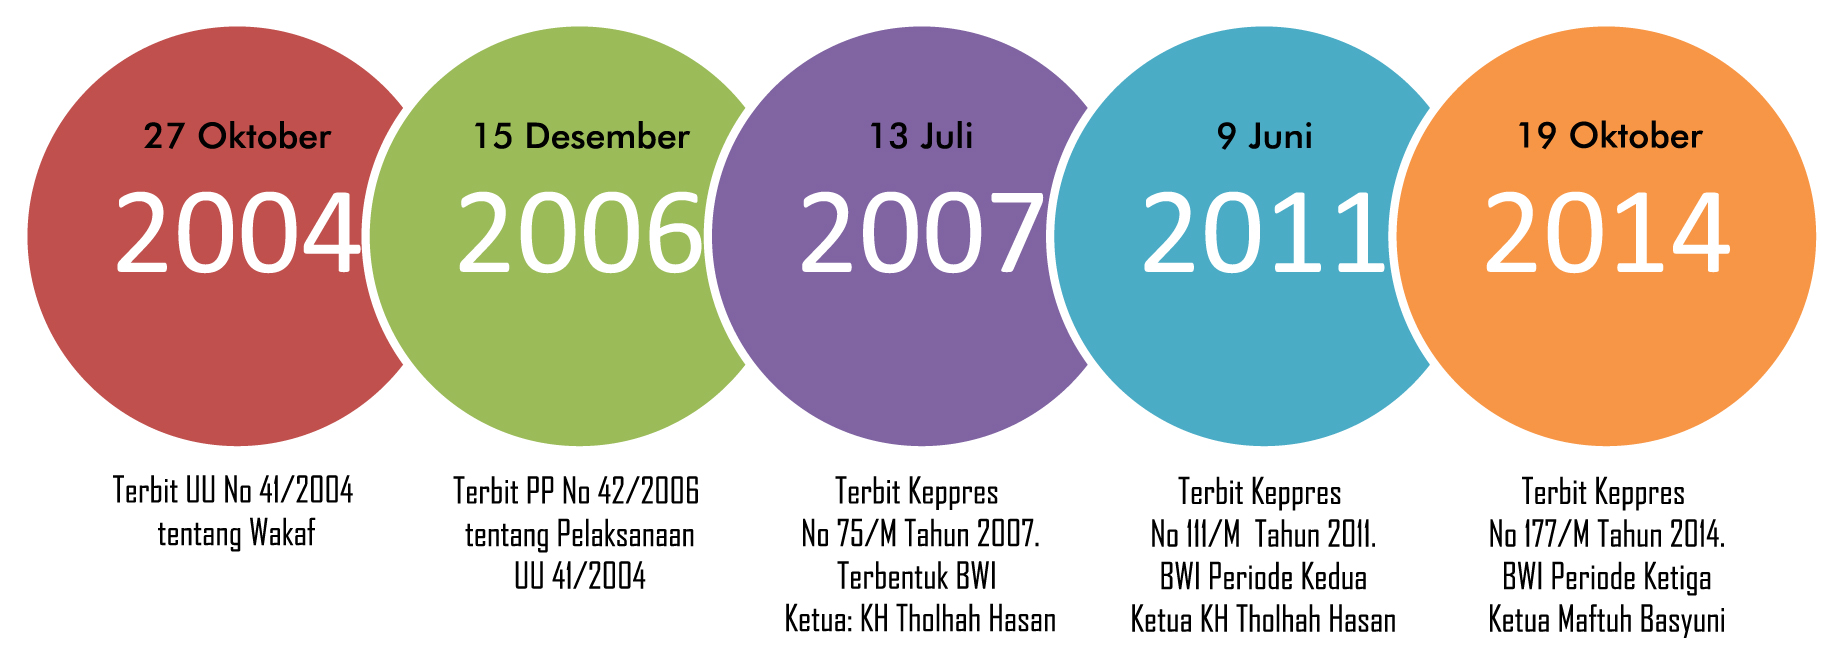 27 Oktober
2004
Terbit UU No 41/2004
tentang Wakaf
15 Desember
2006
Terbit PP No 42/2006
tentang Pelaksanaan
UU 41/2004
13 Juli
2007
Terbit Keppres
No 75/M Tahun 2007.
Terbentuk BWI
Ketua: KH Tholhah Hasan
9 Juni
2011
Terbit Keppres
No 111/M Tahun 2011.
BWI Periode Kedua
Ketua KH Tholhah Hasan
19 Oktober
2014
Terbit Keppres
No 177/M Tahun 2014.
BWI Periode Ketiga
Ketua Maftuh Basyuni